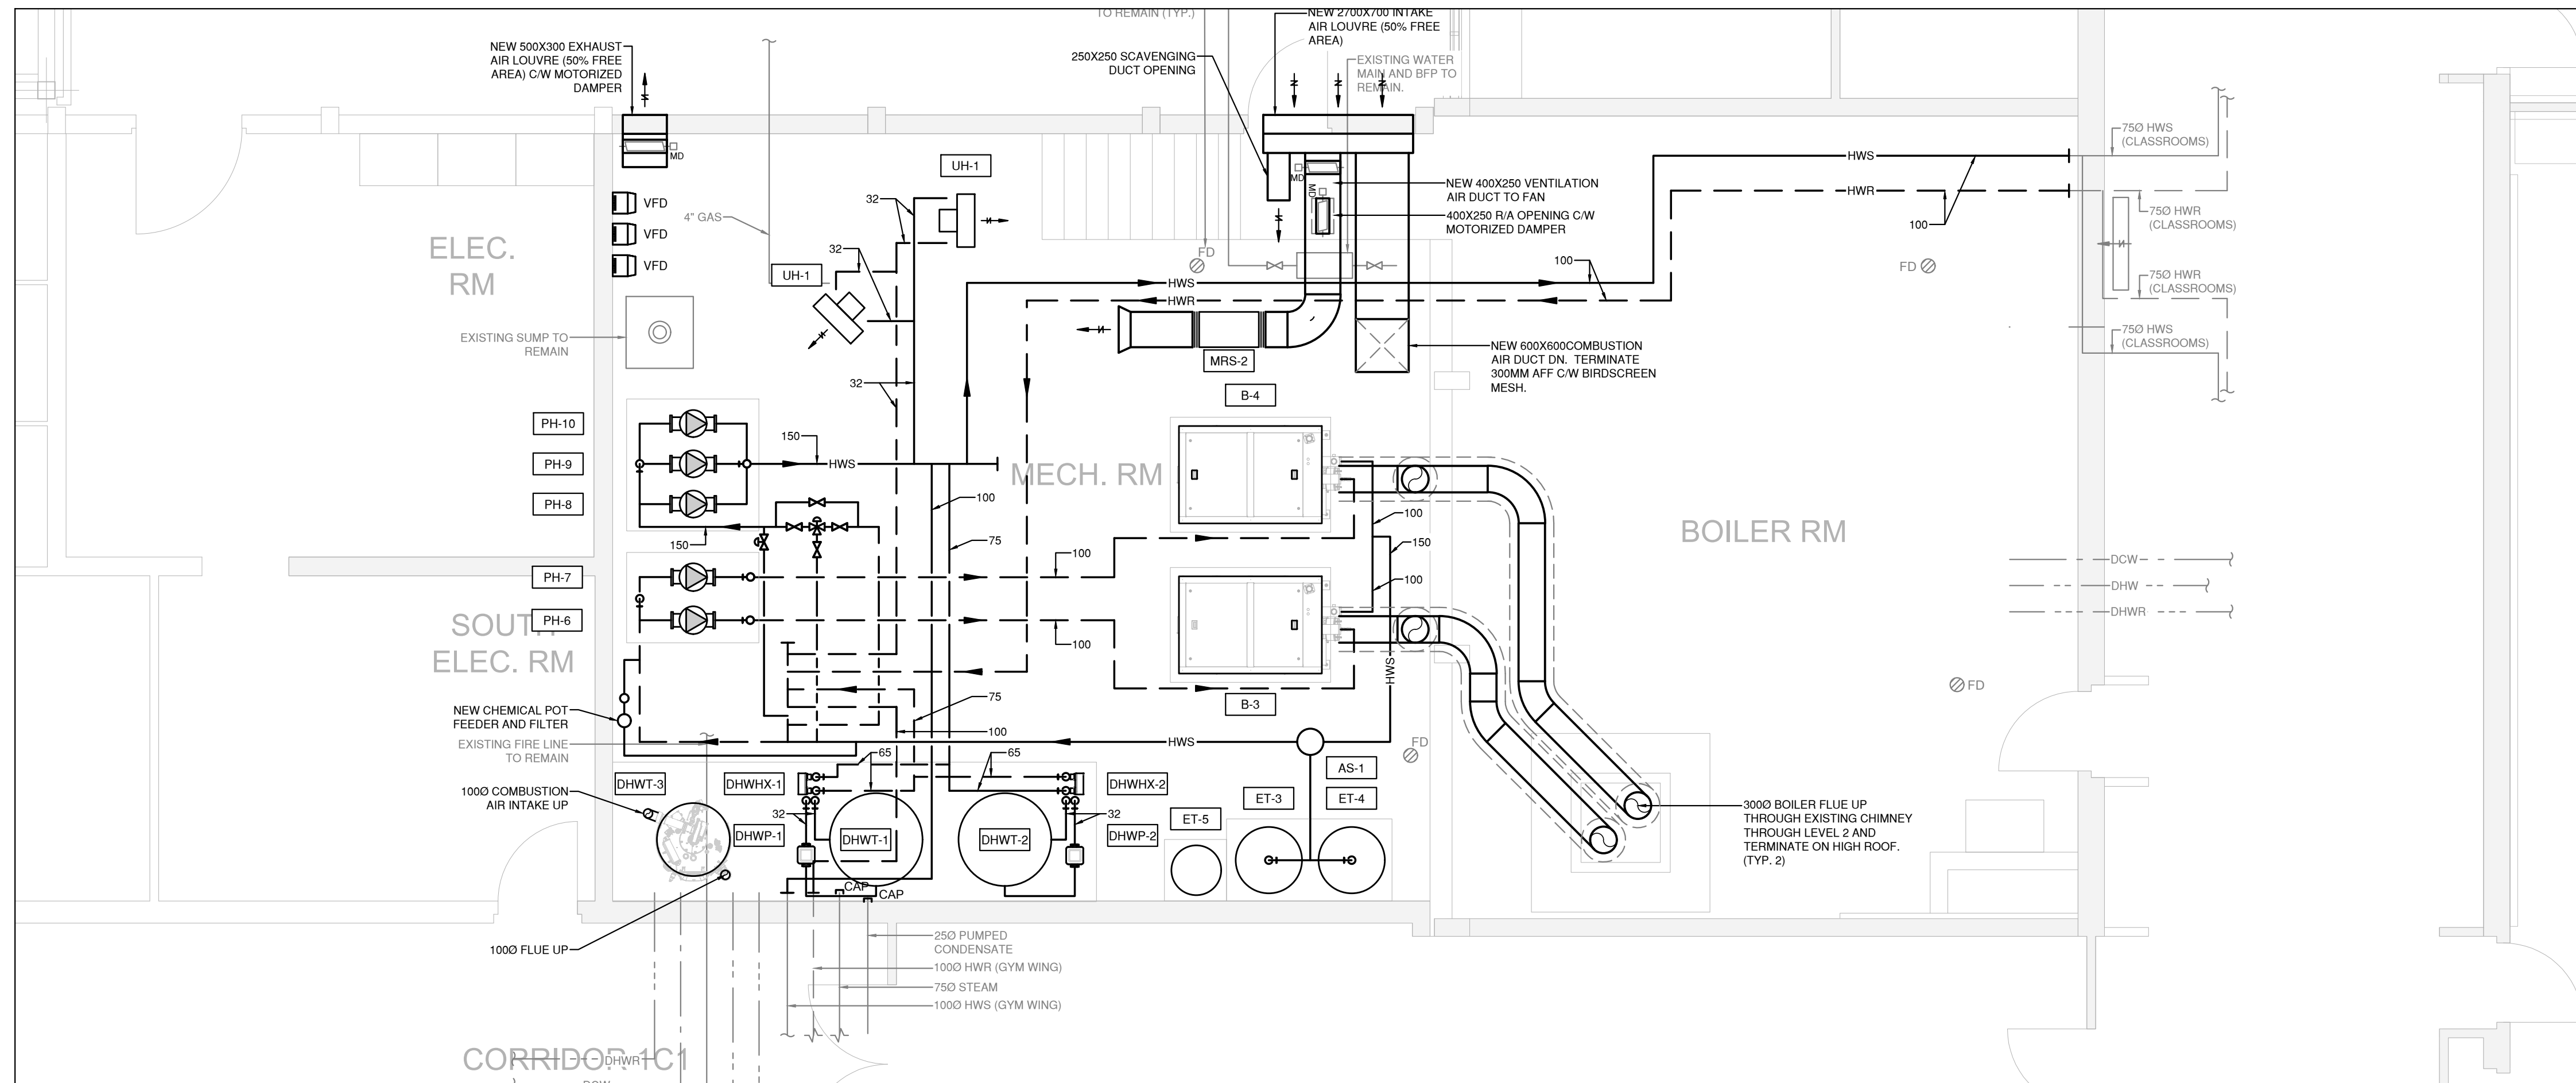 TO REMAIN (TYP.)
NEW 2700X700 INTAKE
AIR LOUVRE (50% FREE
AREA)
NEW 500X300 EXHAUST
AIR LOUVRE (50% FREE
AREA) C/W MOTORIZED
DAMPER
250X250 SCAVENGING
DUCT OPENING
EXISTING WATER
MAIN AND BFP TO
REMAIN.
MD
MD
MD
VFD
VFD
VFD
4" GAS
UH-1
UH-1
32
32
32
NEW 400X250 VENTILATION
AIR DUCT TO FAN
400X250 R/A OPENING C/W
MOTORIZED DAMPER
HWS
HWR
100
75Ø HWS
(CLASSROOMS)
75Ø HWR
(CLASSROOMS)
75Ø HWR
(CLASSROOMS)
75Ø HWS
(CLASSROOMS)
FD
FD
ELEC.
RM
HWS
HWR
100
EXISTING SUMP TO
REMAIN
MRS-2
NEW 600X600COMBUSTION
AIR DUCT DN. TERMINATE
300MM AFF C/W BIRDSCREEN
MESH.
B-4
PH-10
PH-9
PH-8
150
HWS
150
MECH. RM
100
75
100
150
100
BOILER RM
PH-7
PH-6
100
100
DCW
DHW
DHWR
SOUTH
ELEC. RM
HWS
B-3
75
100
FD
NEW CHEMICAL POT
FEEDER AND FILTER
EXISTING FIRE LINE
TO REMAIN
HWS
FD
65
65
AS-1
DHWT-3
DHWHX-1
DHWHX-2
ET-3
ET-4
ET-5
100Ø COMBUSTION
AIR INTAKE UP
32
32
DHWP-1
DHWT-1
DHWT-2
DHWP-2
300Ø BOILER FLUE UP
THROUGH EXISTING CHIMNEY
THROUGH LEVEL 2 AND
TERMINATE ON HIGH ROOF.
(TYP. 2)
CAP
CAP
100Ø FLUE UP
25Ø PUMPED
CONDENSATE
100Ø HWR (GYM WING)
75Ø STEAM
100Ø HWS (GYM WING)
CORRIDOR 1C1
DHWR
DCW